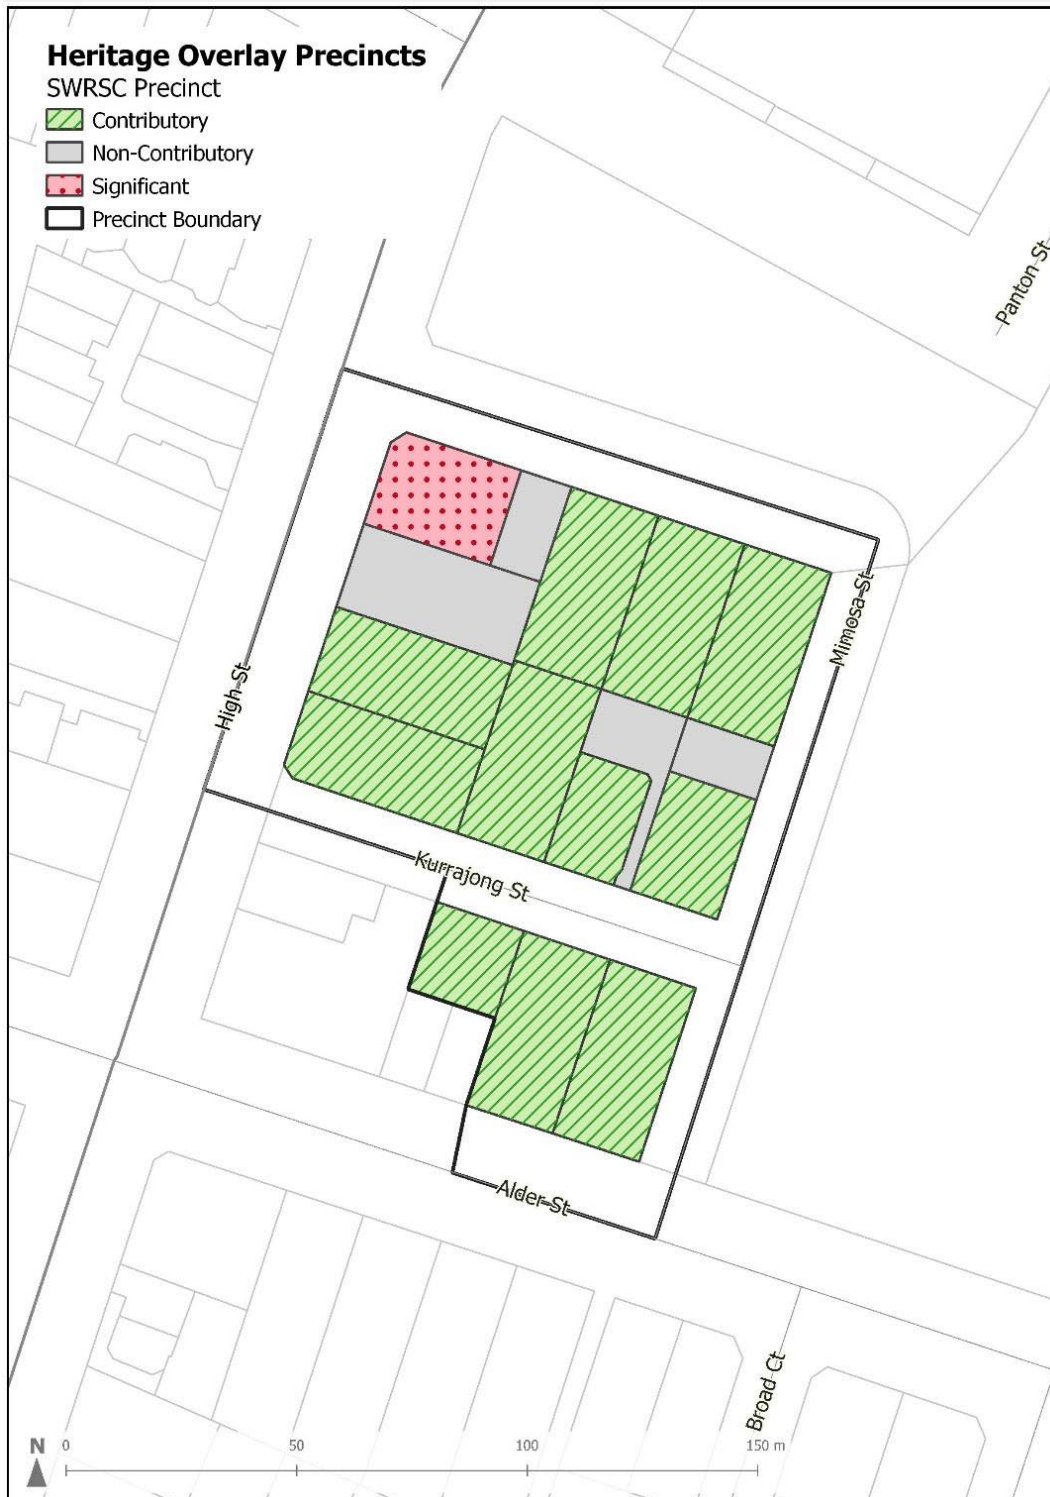 Heritage Overlay Precincts
SWRSC Precinct
Contributory
Non-Contributory
Significant
Precinct Boundary
Panton St
Mimosa St
High St
Kurrajong St
Alder St
Broad Ct
N 0 50 100 150 m